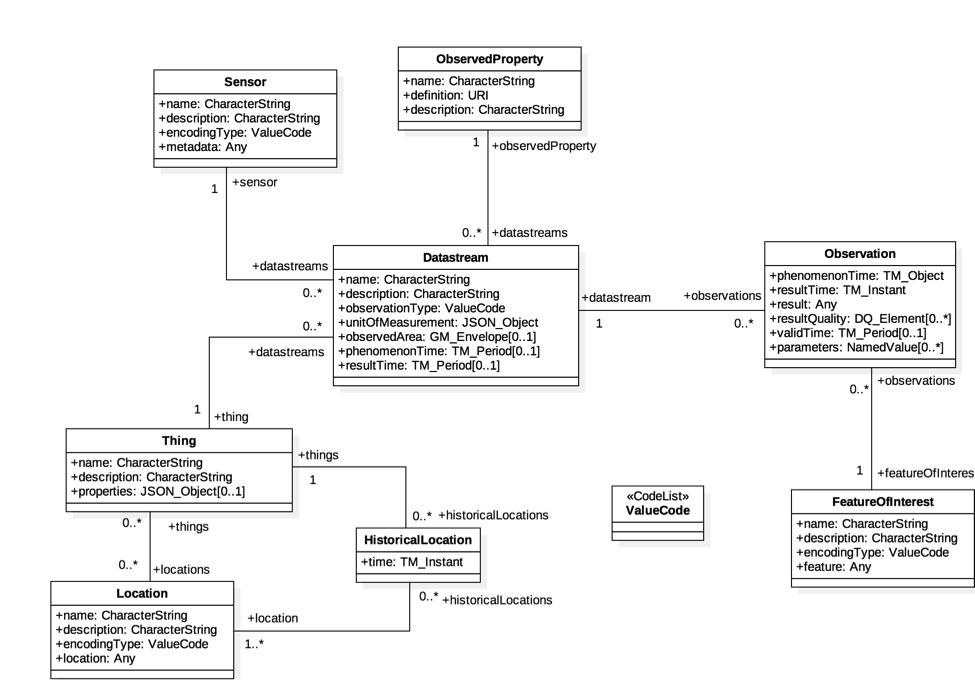 ObservedProperty
+name: CharacterString
+definition: URI
+description: CharacterString
Sensor
+name: CharacterString
+description: CharacterString
+encodingType: ValueCode
+metadata: Any
1
+observedProperty
1
+sensor
0..*
+datastreams
Datastream
+name: CharacterString
+description: CharacterString
+observationType: ValueCode
+unitOfMeasurement: JSON_Object
+observedArea: GM_Envelope[0..1]
+phenomenonTime: TM_Period[0..1]
+resultTime: TM_Period[0..1]
+datastreams
0..*
0..*
+datastreams
+datastream
1
+observations
0..*
Observation
+phenomenonTime: TM_Object
+resultTime: TM_Instant
+result: Any
+resultQuality: DQ_Element[0..*]
+validTime: TM_Period[0..1]
+parameters: NamedValue[0..*]
+observations
0..*
1
+thing
Thing
+name: CharacterString
+description: CharacterString
+properties: JSON_Object[0..1]
+things
1
1
+featureOfInteres
FeatureOfInterest
+name: CharacterString
+description: CharacterString
+encodingType: ValueCode
+feature: Any
«CodeList»
ValueCode
0..*
+things
0..*
+historicalLocations
HistoricalLocation
+time: TM_Instant
0..*
+locations
Location
+name: CharacterString
+description: CharacterString
+encodingType: ValueCode
+location: Any
0..*
+historicalLocations
+location
1..*